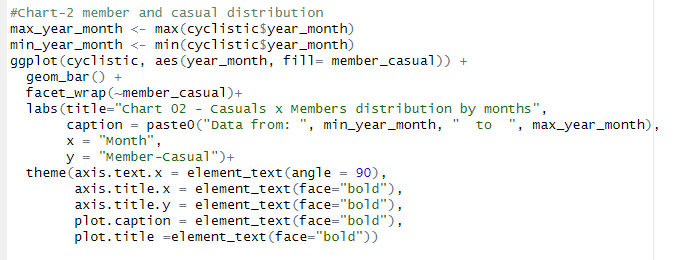 #Chart-2 member and casual distribution
max_year_month <- max(cyclistic$year_month)
min_year_month <- min(cyclistic$year_month)
ggplot(cyclistic, aes(year_month, fill= member_casual)) +
  geom_bar() +
  facet_wrap(~member_casual)+
  labs(title="Chart 02 - Casuals x Members distribution by months",
       caption = paste0("Data from: ", min_year_month, "  to  ", max_year_month),
       x = "Month",
       y = "Member-Casual")+
  theme(axis.text.x = element_text(angle = 90),
        axis.title.x = element_text(face="bold"),
        axis.title.y = element_text(face="bold"),
        plot.caption = element_text(face="bold"),
        plot.title =element_text(face="bold"))